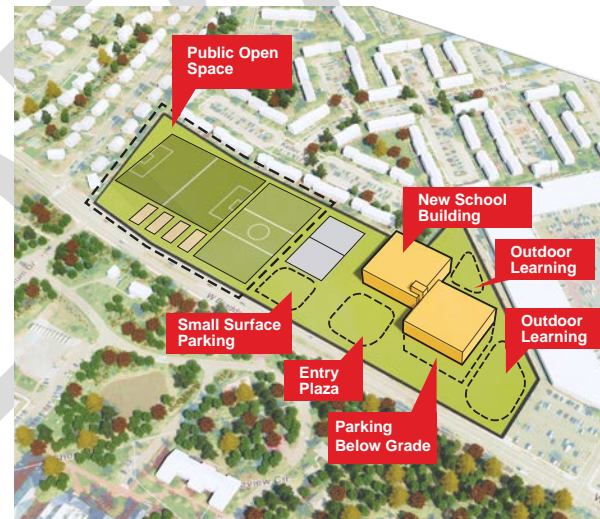 Public Open
Space
New School
Building
Outdoor
Learning
Outdoor
Learning
Small Surface
Parking
Entry
Plaza
Parking
Below Grade